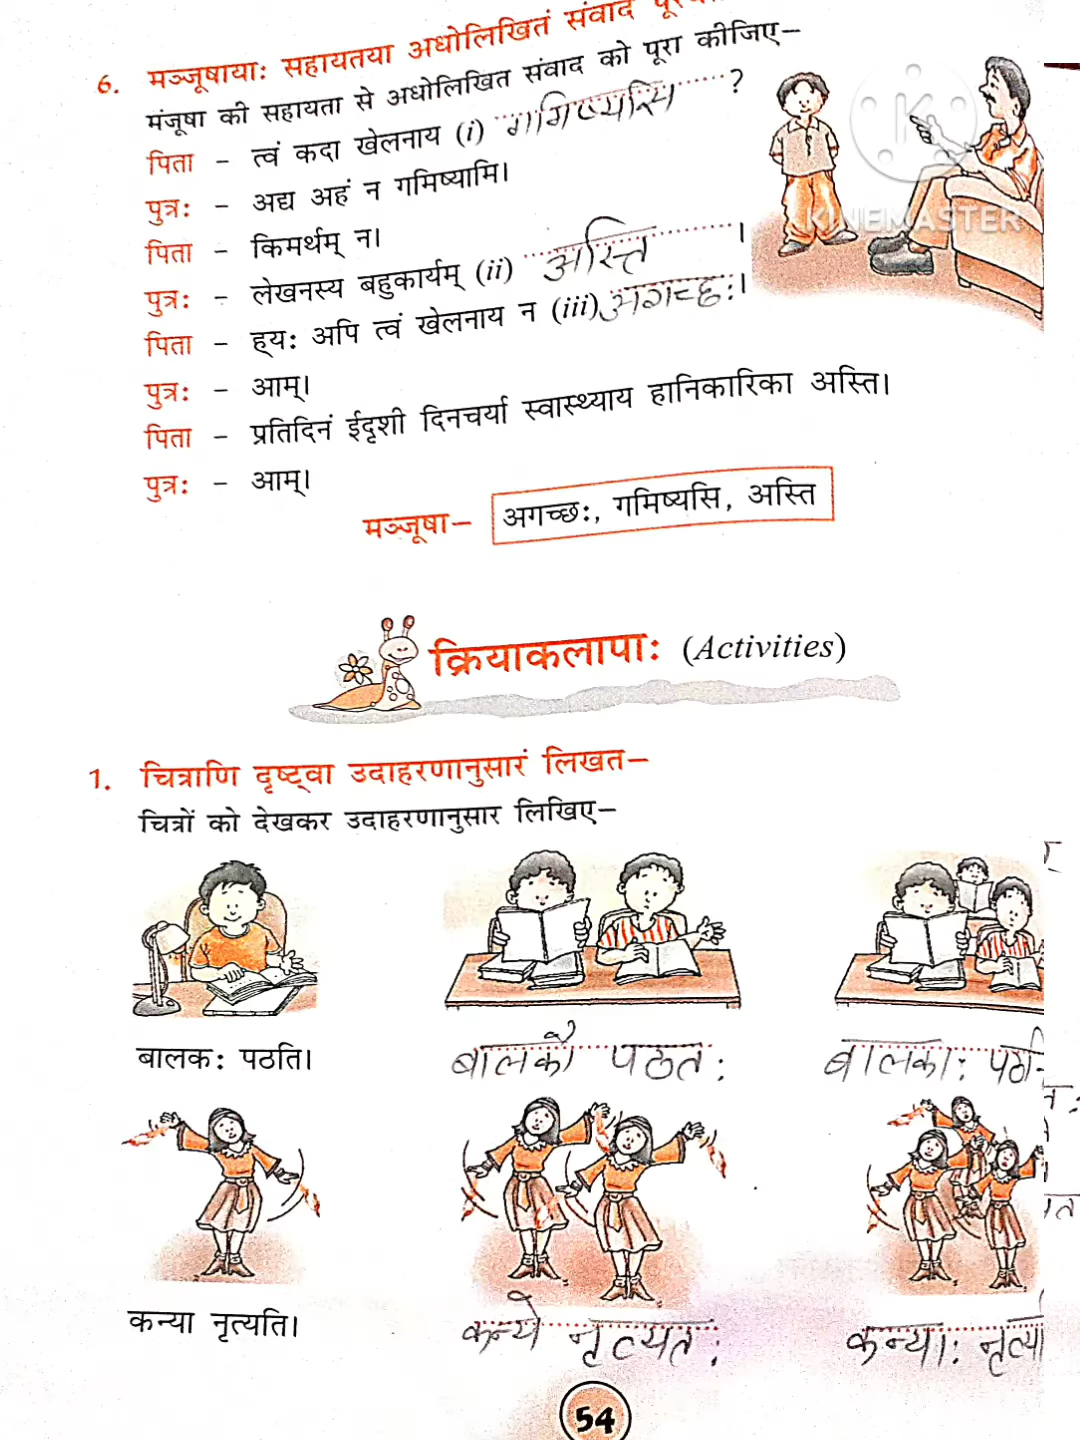 6. मञ्जूषायाः सहायतया अधोलिखितं संवादं
मंजूषा की सहायता से अधोलिखित संवाद को पूरा कीजिए–
पिता – त्वं कदा खेलनाय (i) गमिष्यसि ?
पुत्रः – अद्य अहं न गमिष्यामि।
पिता – किमर्थम् न।
पुत्रः – लेखनस्य बहुकार्यम् (ii) अस्ति ।
पिता – ह्यः अपि त्वं खेलनाय न (iii) अगच्छः।
पुत्रः – आम्।
पिता – प्रतिदिनं ईदृशी दिनचर्या स्वास्थ्याय हानिकारिका अस्ति।
पुत्रः – आम्।
मञ्जूषा– अगच्छः, गमिष्यसि, अस्ति
KINEMASTER
क्रियाकलापाः (Activities)
1. चित्राणि दृष्ट्वा उदाहरणानुसारं लिखत–
चित्रों को देखकर उदाहरणानुसार लिखिए–
बालकः पठति। बालकौ पठतः बालकाः
कन्या नृत्यति। कन्ये नृत्यतः कन्याः
54